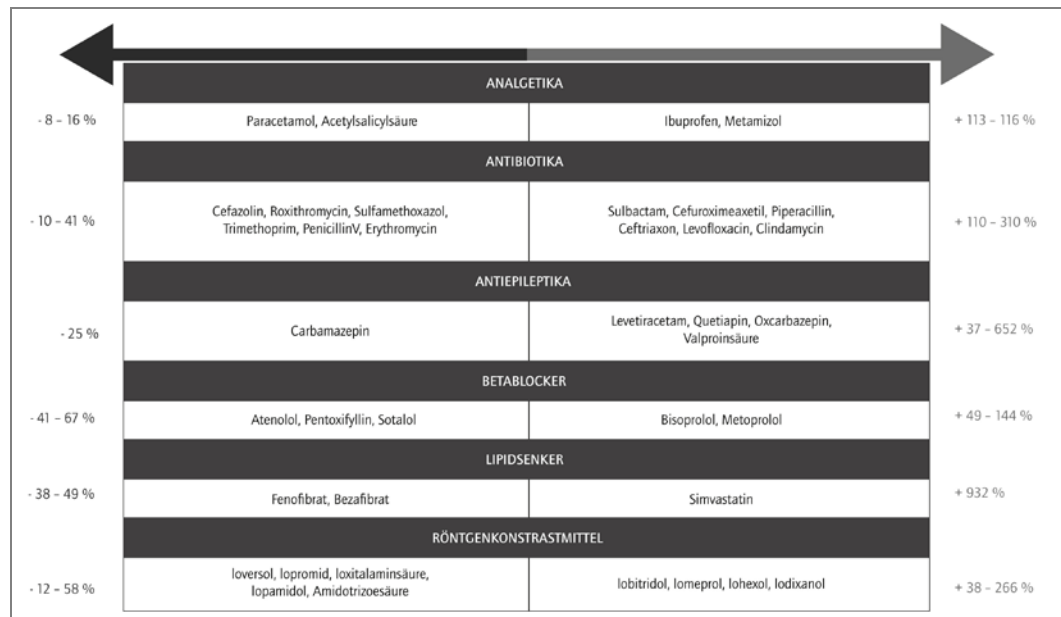 ANALGETIKA
- 8 – 16 %
Paracetamol, Acetylsalicylsäure
Ibuprofen, Metamizol
+ 113 – 116 %
ANTIBIOTIKA
- 10 – 41 %
Cefazolin, Roxithromycin, Sulfamethoxazol,
Trimethoprim, PenicillinV, Erythromycin
Sulbactam, Cefuroximeaxetil, Piperacillin,
Ceftriaxon, Levofloxacin, Clindamycin
+ 110 – 310 %
ANTIEPILEPTIKA
- 25 %
Carbamazepin
Levetiracetam, Quetiapin, Oxcarbazepin,
Valproinsäure
+ 37 – 652 %
BETABLOCKER
- 41 – 67 %
Atenolol, Pentoxifyllin, Sotalol
Bisoprolol, Metoprolol
+ 49 – 144 %
LIPIDSENKER
- 38 – 49 %
Fenofibrat, Bezafibrat
Simvastatin
+ 932 %
RÖNTGENKONSTRASTMITTEL
- 12 – 58 %
Ioversol, Iopromid, Ioxitalaminsäure,
Iopamidol, Amidotrizoesäure
Iobitridol, Iomeprol, Iohexol, Iodixanol
+ 38 – 266 %